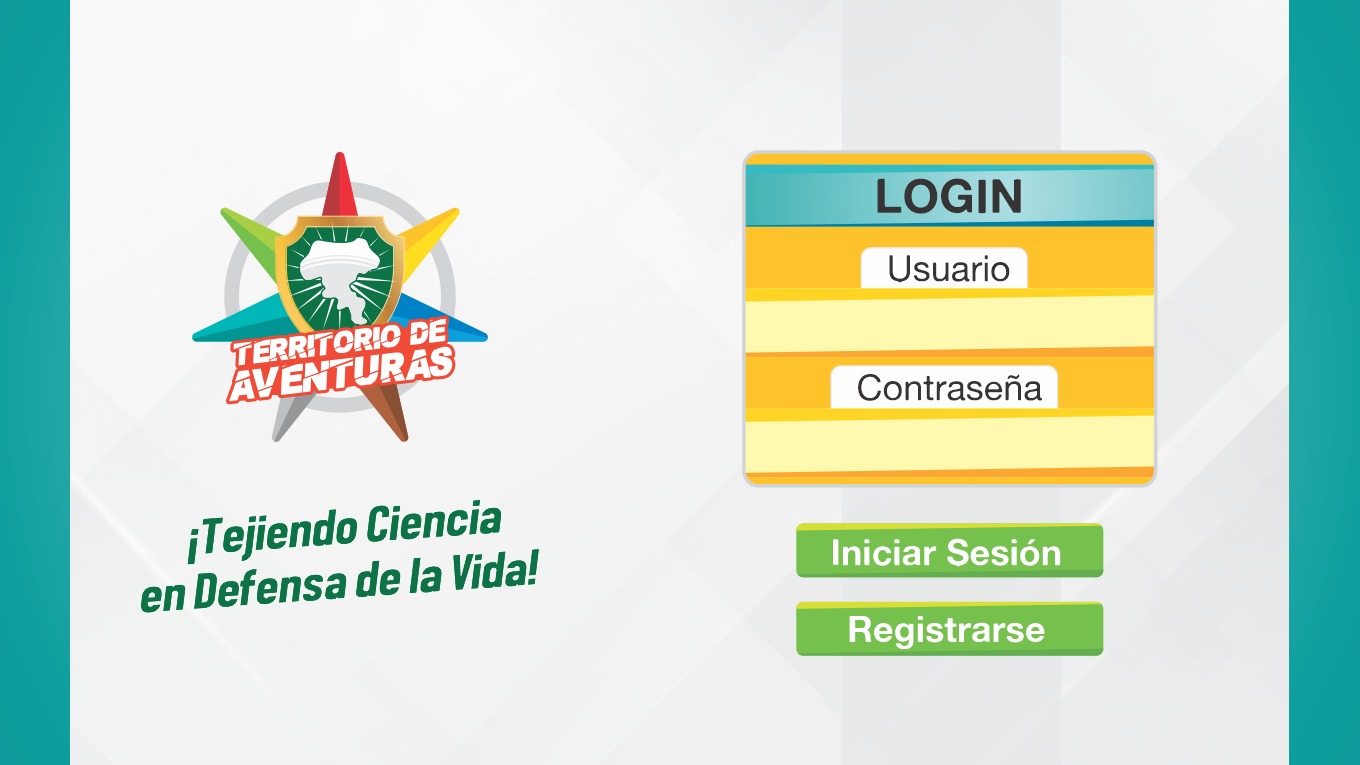 TERRITORIO DE
AVENTURAS
¡Tejiendo Ciencia
en Defensa de la Vida!
LOGIN
Usuario
Contraseña
Iniciar Sesión
Registrarse